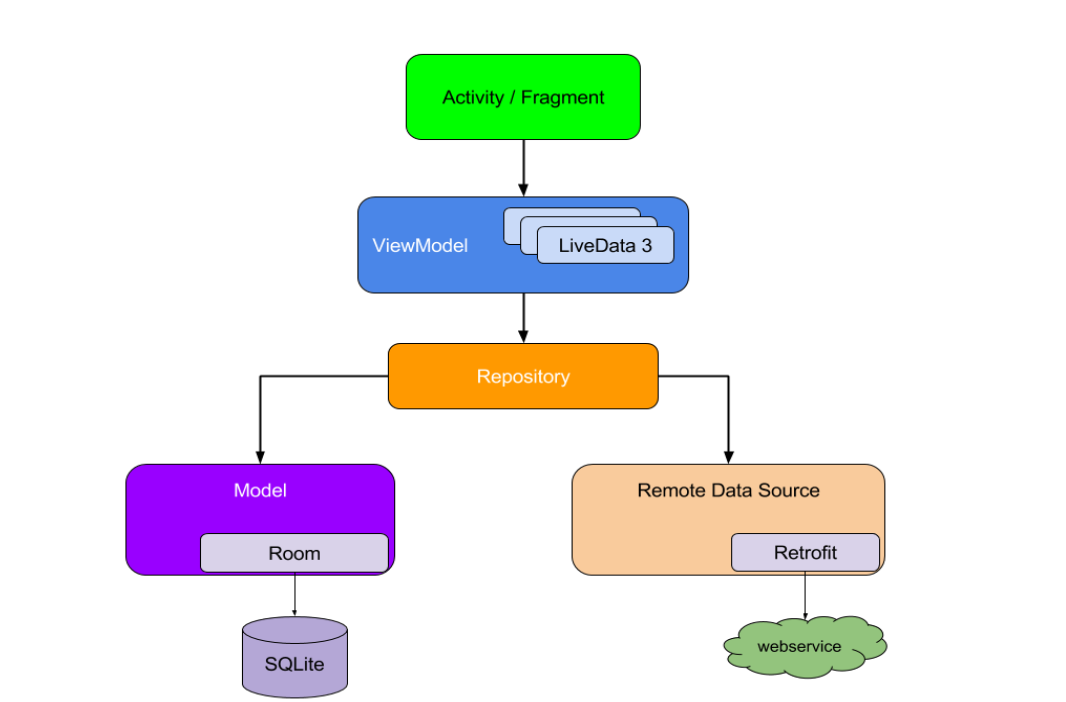 Activity / Fragment
ViewModel
LiveData 3
Repository
Model
Remote Data Source
Room
Retrofit
SQLite
webservice